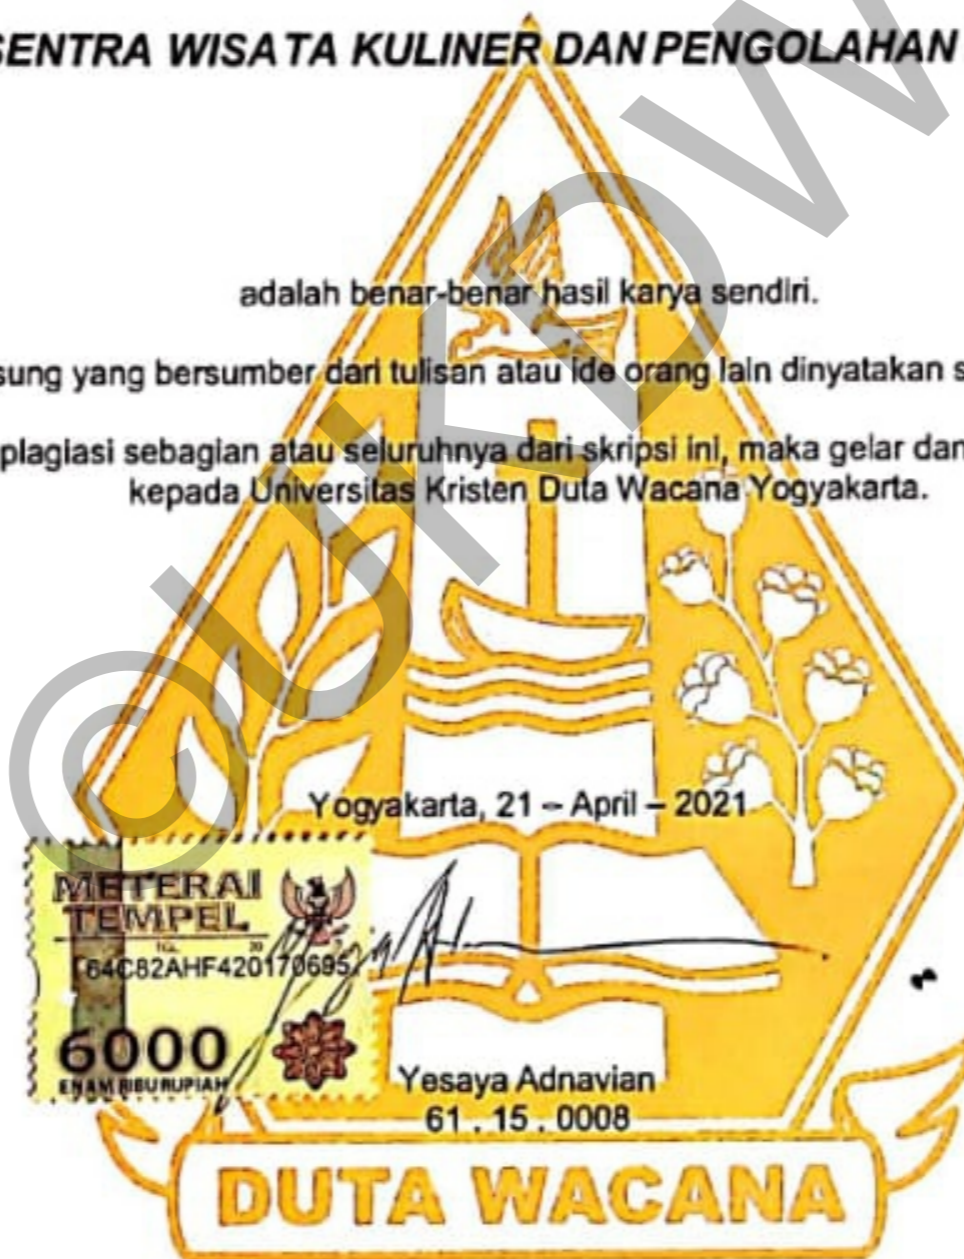 SENTRA WISATA KULINER DAN PENGOLAHAN
adalah benar-benar hasil karya sendiri.
sung yang bersumber dari tulisan atau ide orang lain dinyatakan s
plagiasi sebagian atau seluruhnya dari skripsi ini, maka gelar dan
kepada Universitas Kristen Duta Wacana Yogyakarta.
©UKDW
Yogyakarta, 21 – April – 2021
METERAI
TEMPEL
TGL. 20
64C82AHF420170695
6000
ENAM RIBU RUPIAH
Yesaya Adnavian
61 . 15 . 0008
DUTA WACANA